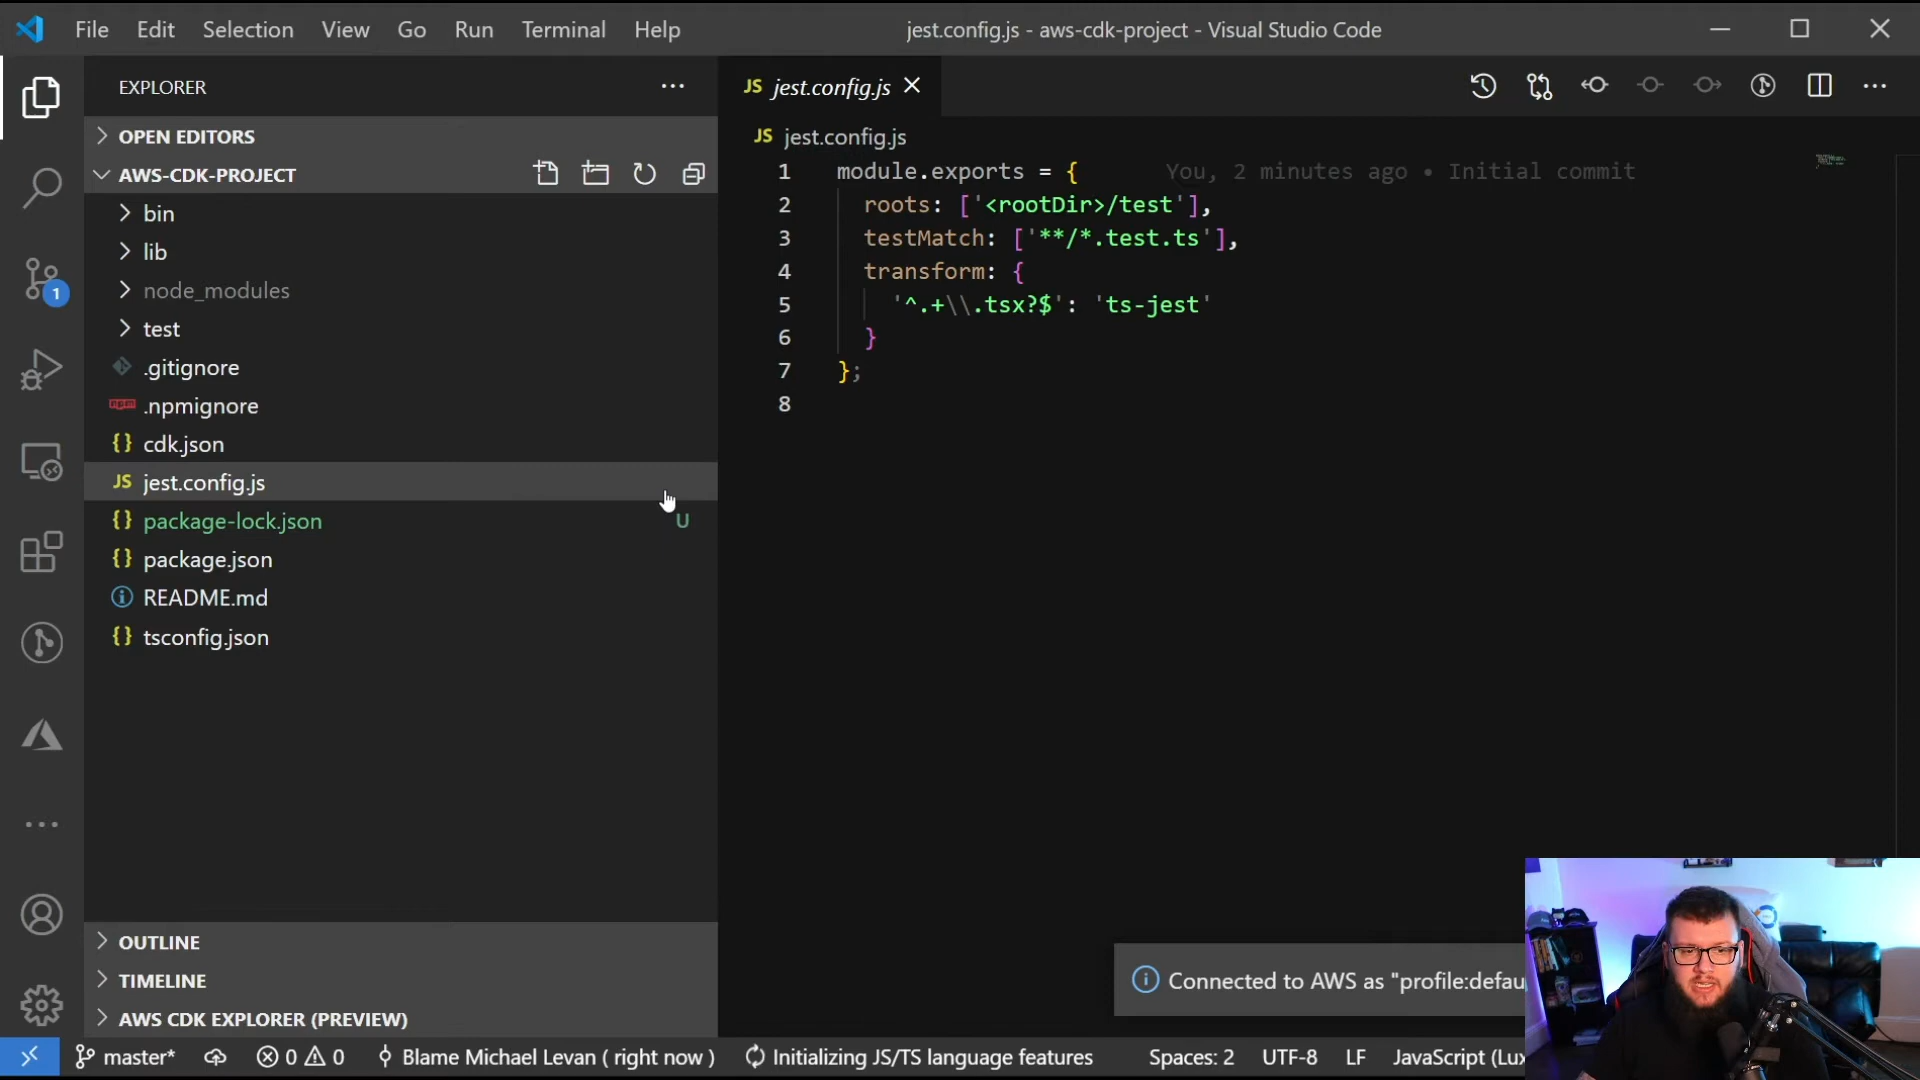 File Edit Selection View Go Run Terminal Help
jest.config.js - aws-cdk-project - Visual Studio Code
EXPLORER
OPEN EDITORS
AWS-CDK-PROJECT
bin
lib
node_modules
test
.gitignore
npm .npmignore
{} cdk.json
JS jest.config.js
{} package-lock.json U
{} package.json
README.md
{} tsconfig.json
OUTLINE
TIMELINE
AWS CDK EXPLORER (PREVIEW)
1
JS jest.config.js
JS jest.config.js
1 module.exports = { You, 2 minutes ago • Initial commit
2 roots: ['<rootDir>/test'],
3 testMatch: ['**/*.test.ts'],
4 transform: {
5 '^.+\\.tsx?$': 'ts-jest'
6 }
7 };
8
Connected to AWS as "profile:defau
master* 0 0 Blame Michael Levan ( right now ) Initializing JS/TS language features Spaces: 2 UTF-8 LF JavaScript (Lux